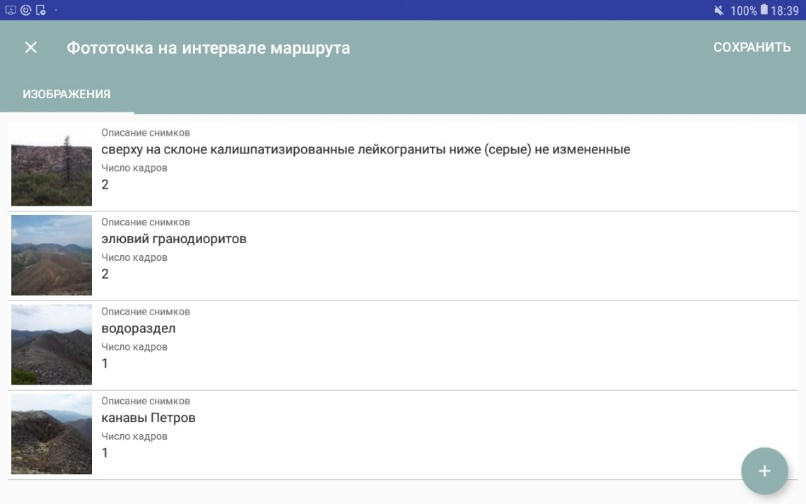 100% 18:39
Фототочка на интервале маршрута
СОХРАНИТЬ
ИЗОБРАЖЕНИЯ
Описание снимков
сверху на склоне калишпатизированные лейкограниты ниже (серые) не измененные
Число кадров
2
Описание снимков
элювий гранодиоритов
Число кадров
2
Описание снимков
водораздел
Число кадров
1
Описание снимков
канавы Петров
Число кадров
1